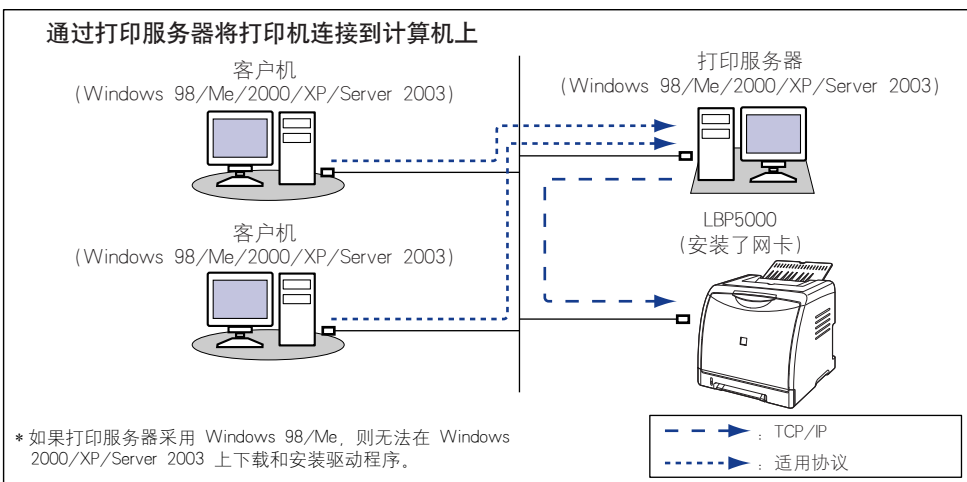 通过打印服务器将打印机连接到计算机上
客户机
(Windows 98/Me/2000/XP/Server 2003)
打印服务器
(Windows 98/Me/2000/XP/Server 2003)
客户机
(Windows 98/Me/2000/XP/Server 2003)
LBP5000
(安装了网卡)
* 如果打印服务器采用 Windows 98/Me, 则无法在 Windows
2000/XP/Server 2003 上下载和安装驱动程序。
: TCP/IP
: 适用协议